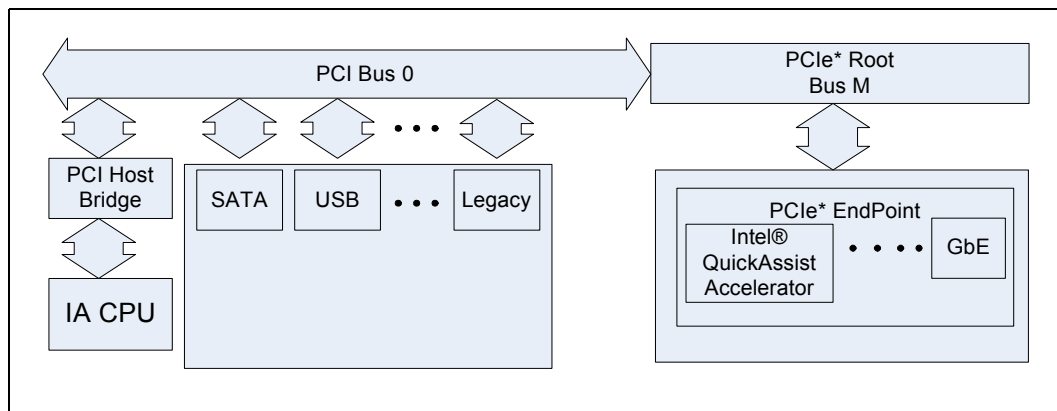 PCI Bus 0
PCIe* Root
Bus M
PCI Host
Bridge
SATA
USB
Legacy
PCIe* EndPoint
Intel®
QuickAssist
Accelerator
GbE
IA CPU